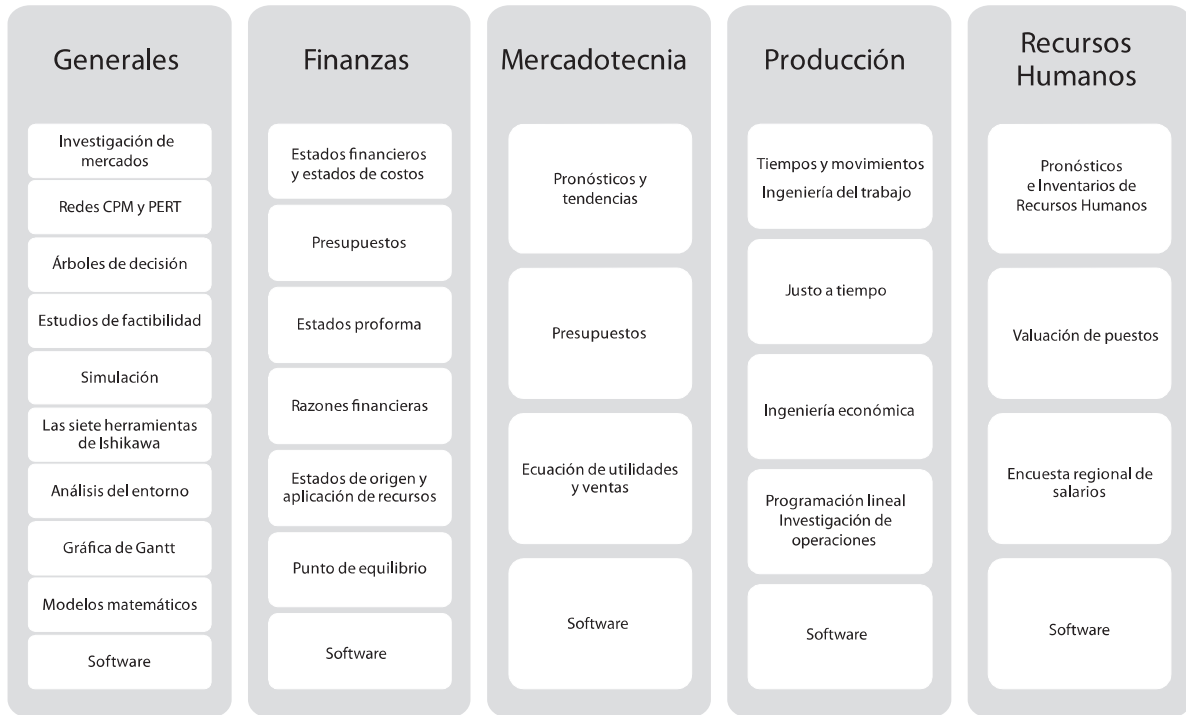 Generales
Investigación de
mercados
Redes CPM y PERT
Árboles de decisión
Estudios de factibilidad
Simulación
Las siete herramientas
de Ishikawa
Análisis del entorno
Gráfica de Gantt
Modelos matemáticos
Software
Finanzas
Estados financieros
y estados de costos
Presupuestos
Estados proforma
Razones financieras
Estados de origen y
aplicación de recursos
Punto de equilibrio
Software
Mercadotecnia
Pronósticos y
tendencias
Presupuestos
Ecuación de utilidades
y ventas
Software
Producción
Tiempos y movimientos
Ingeniería del trabajo
Justo a tiempo
Ingeniería económica
Programación lineal
Investigación de
operaciones
Software
Recursos
Humanos
Pronósticos
e Inventarios de
Recursos Humanos
Valuación de puestos
Encuesta regional de
salarios
Software